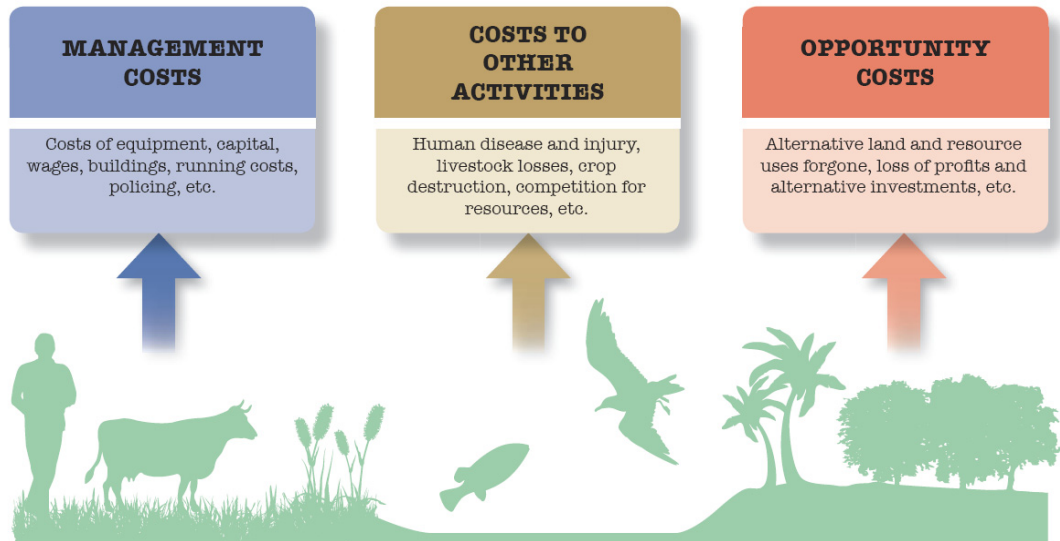 MANAGEMENT
COSTS
Costs of equipment, capital,
wages, buildings, running costs,
policing, etc.
COSTS TO
OTHER
ACTIVITIES
Human disease and injury,
livestock losses, crop
destruction, competition for
resources, etc.
OPPORTUNITY
COSTS
Alternative land and resource
uses forgone, loss of profits and
alternative investments, etc.